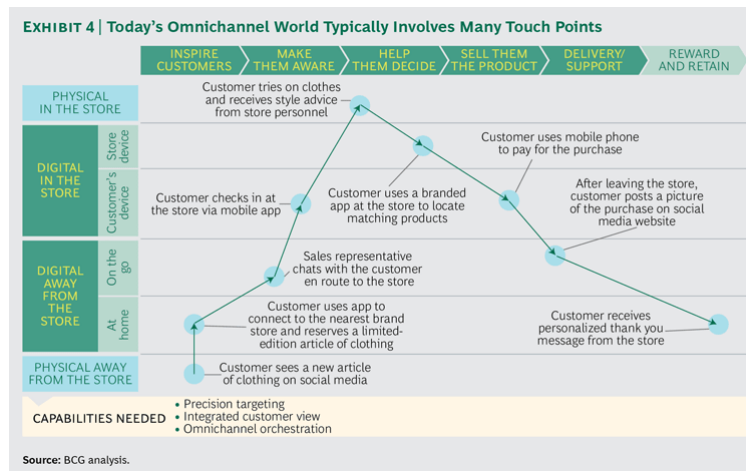 EXHIBIT 4 | Today's Omnichannel World Typically Involves Many Touch Points
INSPIRE
CUSTOMERS
MAKE
THEM AWARE
HELP
THEM DECIDE
SELL THEM
THE PRODUCT
DELIVERY/
SUPPORT
REWARD
AND RETAIN
PHYSICAL
IN THE STORE
Customer tries on clothes
and receives style advice
from store personnel
DIGITAL
IN THE
STORE
Store
device
Customer's
device
Customer uses mobile phone
to pay for the purchase
Customer checks in at
the store via mobile app
Customer uses a branded
app at the store to locate
matching products
After leaving the store,
customer posts a picture
of the purchase on social
media website
DIGITAL
AWAY
FROM
THE
STORE
On the
go
At
home
Sales representative
chats with the customer
en route to the store
Customer uses app to
connect to the nearest brand
store and reserves a limited-
edition article of clothing
Customer receives
personalized thank you
message from the store
PHYSICAL AWAY
FROM THE STORE
Customer sees a new article
of clothing on social media
CAPABILITIES NEEDED
• Precision targeting
• Integrated customer view
• Omnichannel orchestration
Source: BCG analysis.